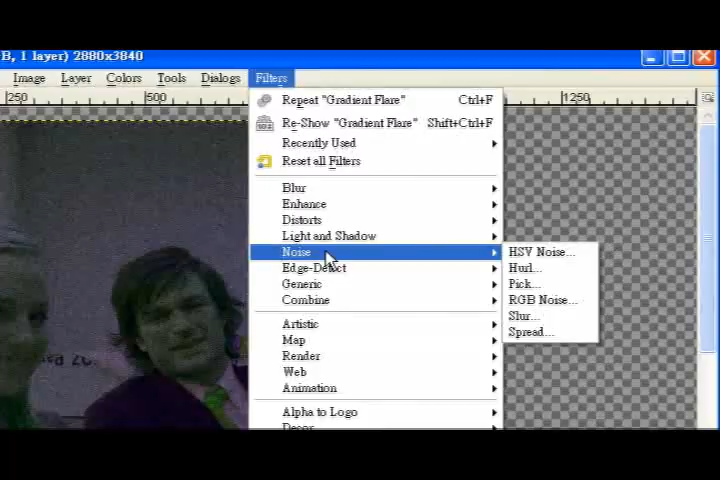 B, 1 layer) 2880x3840
Image Layer Colors Tools Dialogs Filters
250 500 1250
Repeat "Gradient Flare" Ctrl+F
Re-Show "Gradient Flare" Shift+Ctrl+F
Recently Used
Reset all Filters
Blur
Enhance
Distorts
Light and Shadow
Noise
Edge-Detect
Generic
Combine
Artistic
Map
Render
Web
Animation
Alpha to Logo
Decor
HSV Noise...
Hurl...
Pick...
RGB Noise...
Slur...
Spread...